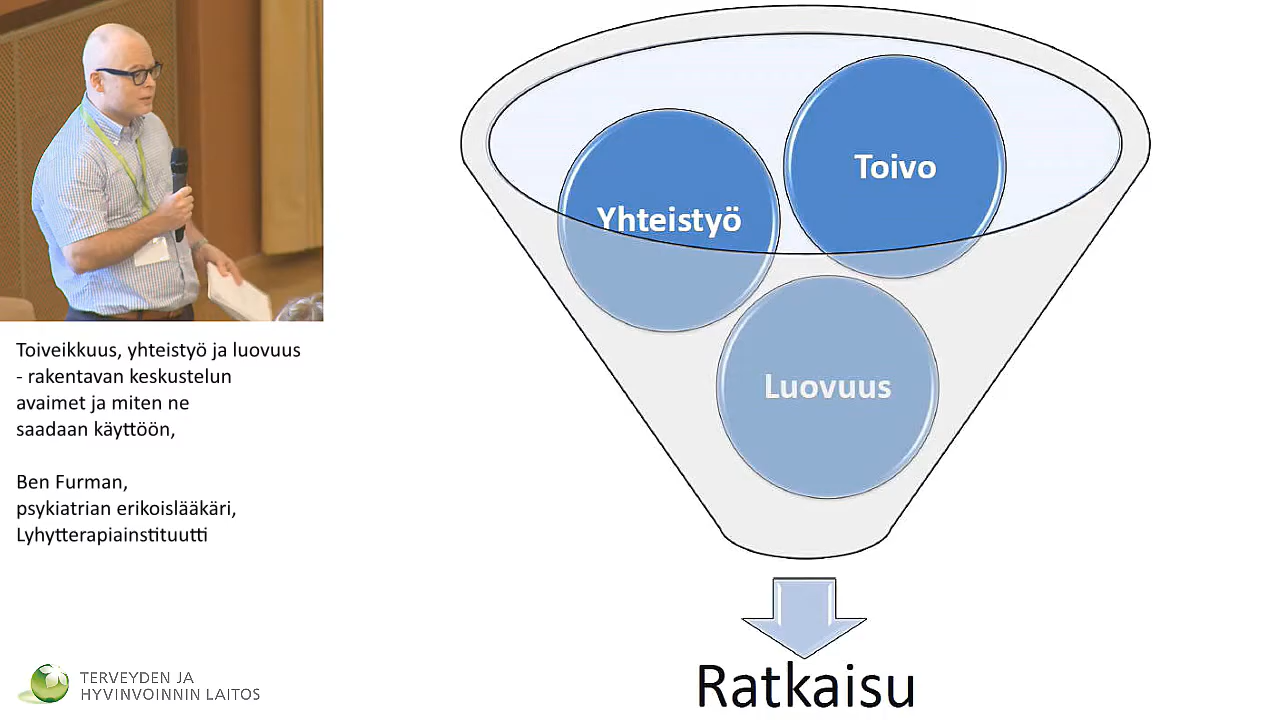 Toiveikkuus, yhteistyö ja luovuus
- rakentavan keskustelun
avaimet ja miten ne
saadaan käyttöön,
Ben Furman,
psykiatrian erikoislääkäri,
Lyhytterapiainstituutti
TERVEYDEN JA
HYVINVOINNIN LAITOS
Toivo
Yhteistyö
Luovuus
Ratkaisu